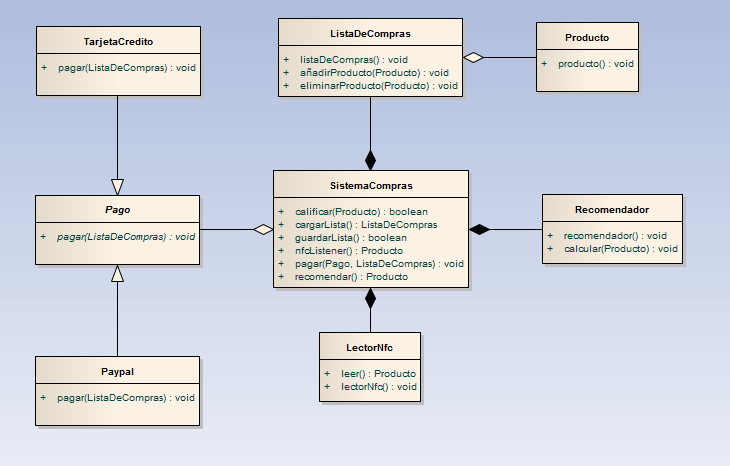 TarjetaCredito
+ pagar(ListaDeCompras) : void
ListaDeCompras
+ listaDeCompras() : void
+ añadirProducto(Producto) : void
+ eliminarProducto(Producto) : void
Producto
+ producto() : void
Pago
+ pagar(ListaDeCompras) : void
SistemaCompras
+ calificar(Producto) : boolean
+ cargarLista() : ListaDeCompras
+ guardarLista() : boolean
+ nfcListener() : Producto
+ pagar(Pago, ListaDeCompras) : void
+ recomendar() : Producto
Recomendador
+ recomendador() : void
+ calcular(Producto) : void
Paypal
+ pagar(ListaDeCompras) : void
LectorNfc
+ leer() : Producto
+ lectorNfc() : void